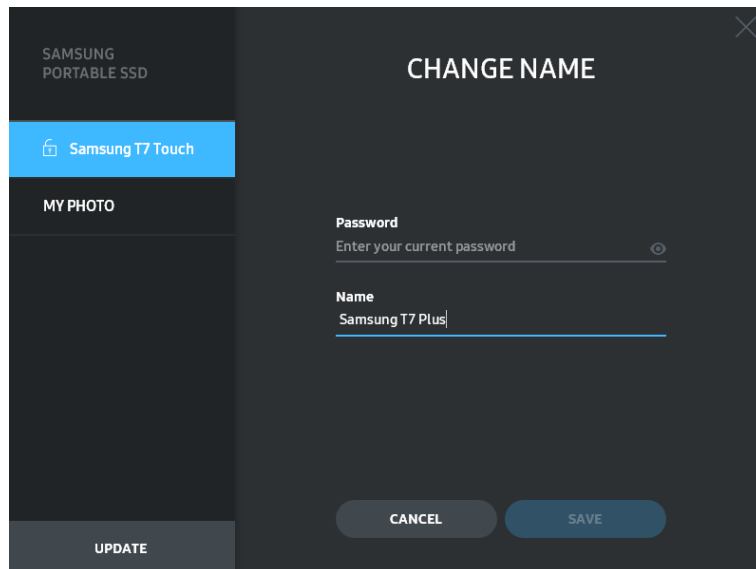 SAMSUNG
PORTABLE SSD
Samsung T7 Touch
MY PHOTO
UPDATE
CHANGE NAME
Password
Enter your current password
Name
Samsung T7 Plus
CANCEL
SAVE